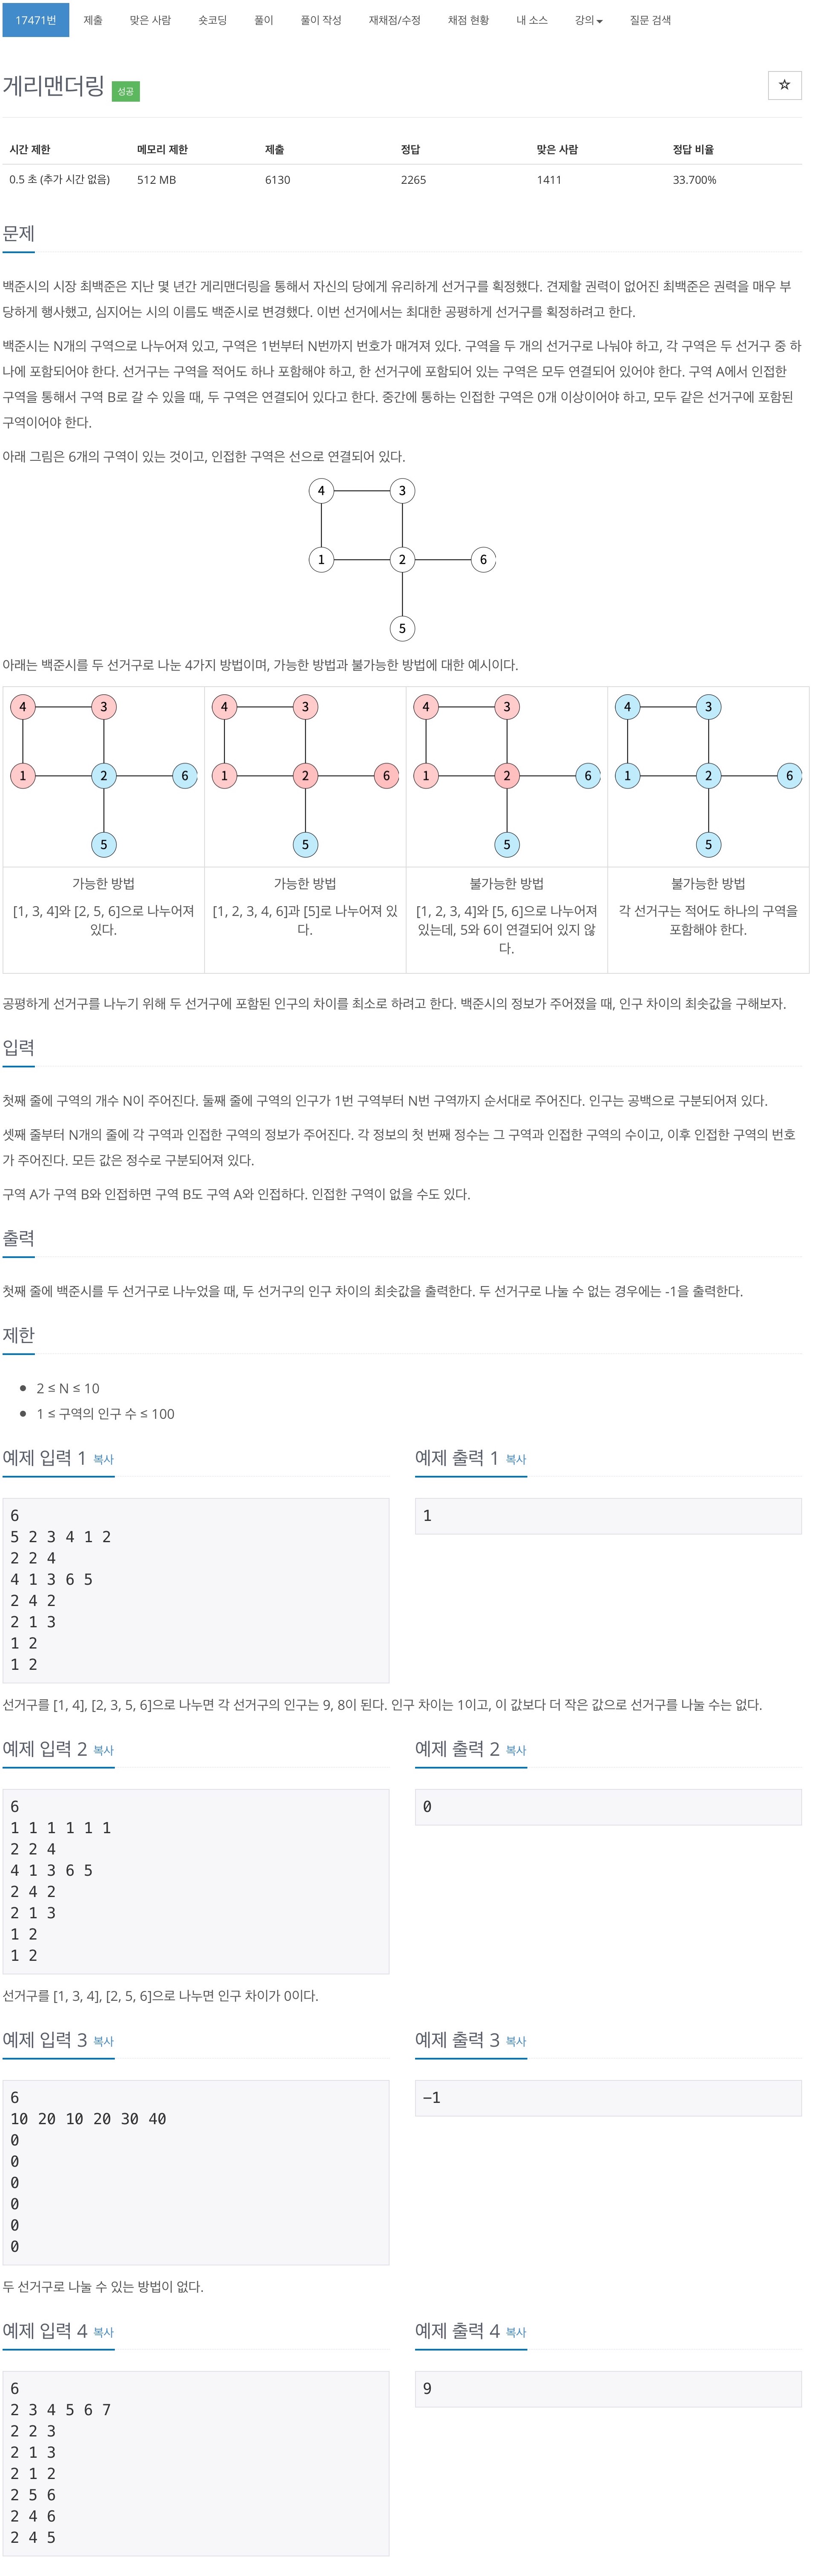 17471번 제출 맞은 사람 숏코딩 풀이 풀이 작성 재채점/수정 채점 현황 내 소스 강의 질문 검색
게리맨더링 성공
시간 제한 메모리 제한 제출 정답 맞은 사람 정답 비율
0.5 초 (추가 시간 없음) 512 MB 6130 2265 1411 33.700%
문제
백준시의 시장 최백준은 지난 몇 년간 게리맨더링을 통해서 자신의 당에게 유리하게 선거구를 획정했다. 견제할 권력이 없어진 최백준은 권력을 매우 부
당하게 행사했고, 심지어는 시의 이름도 백준시로 변경했다. 이번 선거에서는 최대한 공평하게 선거구를 획정하려고 한다.
백준시는 N개의 구역으로 나누어져 있고, 구역은 1번부터 N번까지 번호가 매겨져 있다. 구역을 두 개의 선거구로 나눠야 하고, 각 구역은 두 선거구 중 하
나에 포함되어야 한다. 선거구는 구역을 적어도 하나 포함해야 하고, 한 선거구에 포함되어 있는 구역은 모두 연결되어 있어야 한다. 구역 A에서 인접한
구역을 통해서 구역 B로 갈 수 있을 때, 두 구역은 연결되어 있다고 한다. 중간에 통하는 인접한 구역은 0개 이상이어야 하고, 모두 같은 선거구에 포함된
구역이어야 한다.
아래 그림은 6개의 구역이 있는 것이고, 인접한 구역은 선으로 연결되어 있다.
4 3
1 2 6
5
아래는 백준시를 두 선거구로 나눈 4가지 방법이며, 가능한 방법과 불가능한 방법에 대한 예시이다.
4 3 4 3 4 3 4 3
1 2 6 1 2 6 1 2 6 1 2 6
5 5 5 5
가능한 방법 가능한 방법 불가능한 방법 불가능한 방법
[1, 3, 4]와 [2, 5, 6]으로 나누어져 [1, 2, 3, 4, 6]과 [5]로 나누어져 있 [1, 2, 3, 4]와 [5, 6]으로 나누어져 각 선거구는 적어도 하나의 구역을
있다. 다. 있는데, 5와 6이 연결되어 있지 않 포함해야 한다.
다.
공평하게 선거구를 나누기 위해 두 선거구에 포함된 인구의 차이를 최소로 하려고 한다. 백준시의 정보가 주어졌을 때, 인구 차이의 최솟값을 구해보자.
입력
첫째 줄에 구역의 개수 N이 주어진다. 둘째 줄에 구역의 인구가 1번 구역부터 N번 구역까지 순서대로 주어진다. 인구는 공백으로 구분되어져 있다.
셋째 줄부터 N개의 줄에 각 구역과 인접한 구역의 정보가 주어진다. 각 정보의 첫 번째 정수는 그 구역과 인접한 구역의 수이고, 이후 인접한 구역의 번호
가 주어진다. 모든 값은 정수로 구분되어져 있다.
구역 A가 구역 B와 인접하면 구역 B도 구역 A와 인접하다. 인접한 구역이 없을 수도 있다.
출력
첫째 줄에 백준시를 두 선거구로 나누었을 때, 두 선거구의 인구 차이의 최솟값을 출력한다. 두 선거구로 나눌 수 없는 경우에는 -1을 출력한다.
제한
• 2 ≤ N ≤ 10
• 1 ≤ 구역의 인구 수 ≤ 100
예제 입력 1 복사 예제 출력 1 복사
6 1
5 2 3 4 1 2
2 2 4
4 1 3 6 5
2 4 2
2 1 3
1 2
1 2
선거구를 [1, 4], [2, 3, 5, 6]으로 나누면 각 선거구의 인구는 9, 8이 된다. 인구 차이는 1이고, 이 값보다 더 작은 값으로 선거구를 나눌 수는 없다.
예제 입력 2 복사 예제 출력 2 복사
6 0
1 1 1 1 1 1
2 2 4
4 1 3 6 5
2 4 2
2 1 3
1 2
1 2
선거구를 [1, 3, 4], [2, 5, 6]으로 나누면 인구 차이가 0이다.
예제 입력 3 복사 예제 출력 3 복사
6 -1
10 20 10 20 30 40
0
0
0
0
0
0
두 선거구로 나눌 수 있는 방법이 없다.
예제 입력 4 복사 예제 출력 4 복사
6 9
2 3 4 5 6 7
2 2 3
2 1 3
2 1 2
2 5 6
2 4 6
2 4 5